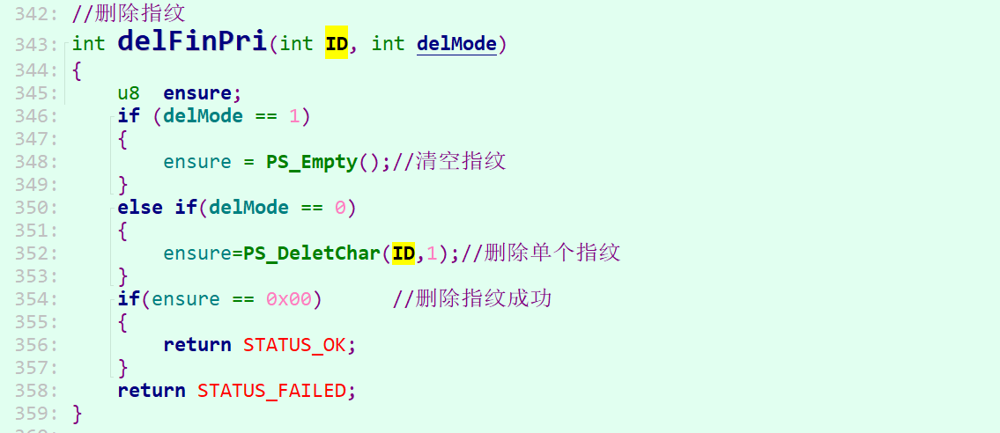 342: //删除指纹
343: int delFinPri(int ID, int delMode)
344: {
345: u8 ensure;
346: if (delMode == 1)
347: {
348: ensure = PS_Empty();//清空指纹
349: }
350: else if(delMode == 0)
351: {
352: ensure=PS_DeletChar(ID,1);//删除单个指纹
353: }
354: if(ensure == 0x00) //删除指纹成功
355: {
356: return STATUS_OK;
357: }
358: return STATUS_FAILED;
359: }